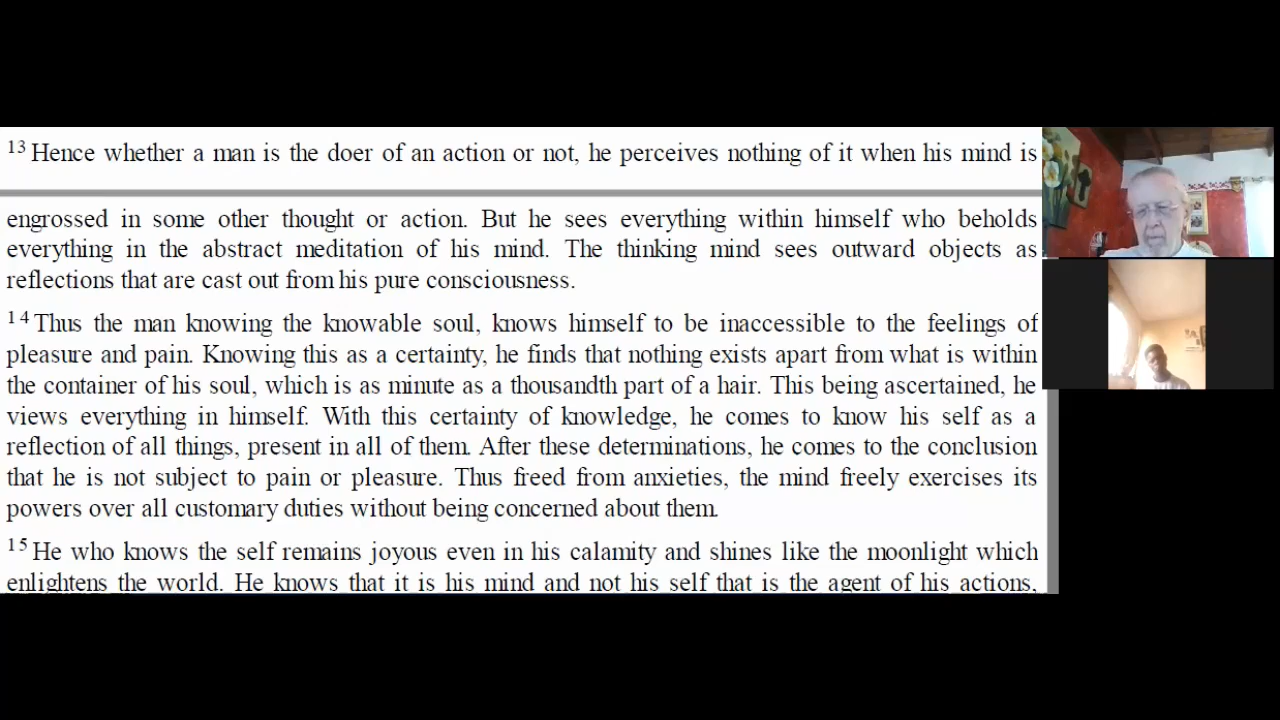 13 Hence whether a man is the doer of an action or not, he perceives nothing of it when his mind is
engrossed in some other thought or action. But he sees everything within himself who beholds
everything in the abstract meditation of his mind. The thinking mind sees outward objects as
reflections that are cast out from his pure consciousness.
14 Thus the man knowing the knowable soul, knows himself to be inaccessible to the feelings of
pleasure and pain. Knowing this as a certainty, he finds that nothing exists apart from what is within
the container of his soul, which is as minute as a thousandth part of a hair. This being ascertained, he
views everything in himself. With this certainty of knowledge, he comes to know his self as a
reflection of all things, present in all of them. After these determinations, he comes to the conclusion
that he is not subject to pain or pleasure. Thus freed from anxieties, the mind freely exercises its
powers over all customary duties without being concerned about them.
15 He who knows the self remains joyous even in his calamity and shines like the moonlight which
enlightens the world. He knows that it is his mind and not his self that is the agent of his actions,